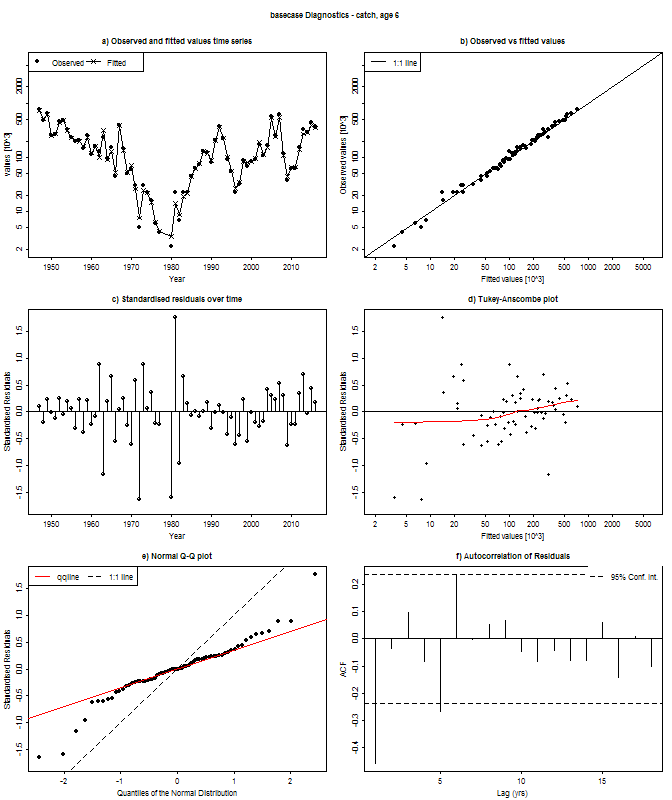 basecase Diagnostics - catch, age 6
a) Observed and fitted values time series
Observed Fitted
values [10^3]
2000
600
200
50
20
10
5
2
1950 1960 1970 1980 1990 2000 2010
Year
b) Observed vs fitted values
1:1 line
Observed values [10^3]
2000
600
200
50
20
10
5
2
2 5 10 20 50 100 200 500 1000 5000
Fitted values [10^3]
c) Standardised residuals over time
Standardised Residuals
1.5
1.0
0.5
0.0
-0.5
-1.0
-1.5
1950 1960 1970 1980 1990 2000 2010
Year
d) Tukey-Anscombe plot
Standardised Residuals
1.5
1.0
0.5
0.0
-0.5
-1.0
-1.5
2 5 10 20 50 100 200 500 1000 5000
Fitted values [10^3]
e) Normal Q-Q plot
qqline 1:1 line
Standardised Residuals
1.5
1.0
0.5
0.0
-0.5
-1.0
-1.5
-2 -1 0 1 2
Quantiles of the Normal Distribution
f) Autocorrelation of Residuals
95% Conf. Int.
ACF
0.2
0.1
0.0
-0.1
-0.2
-0.3
-0.4
5 10 15
Lag (yrs)